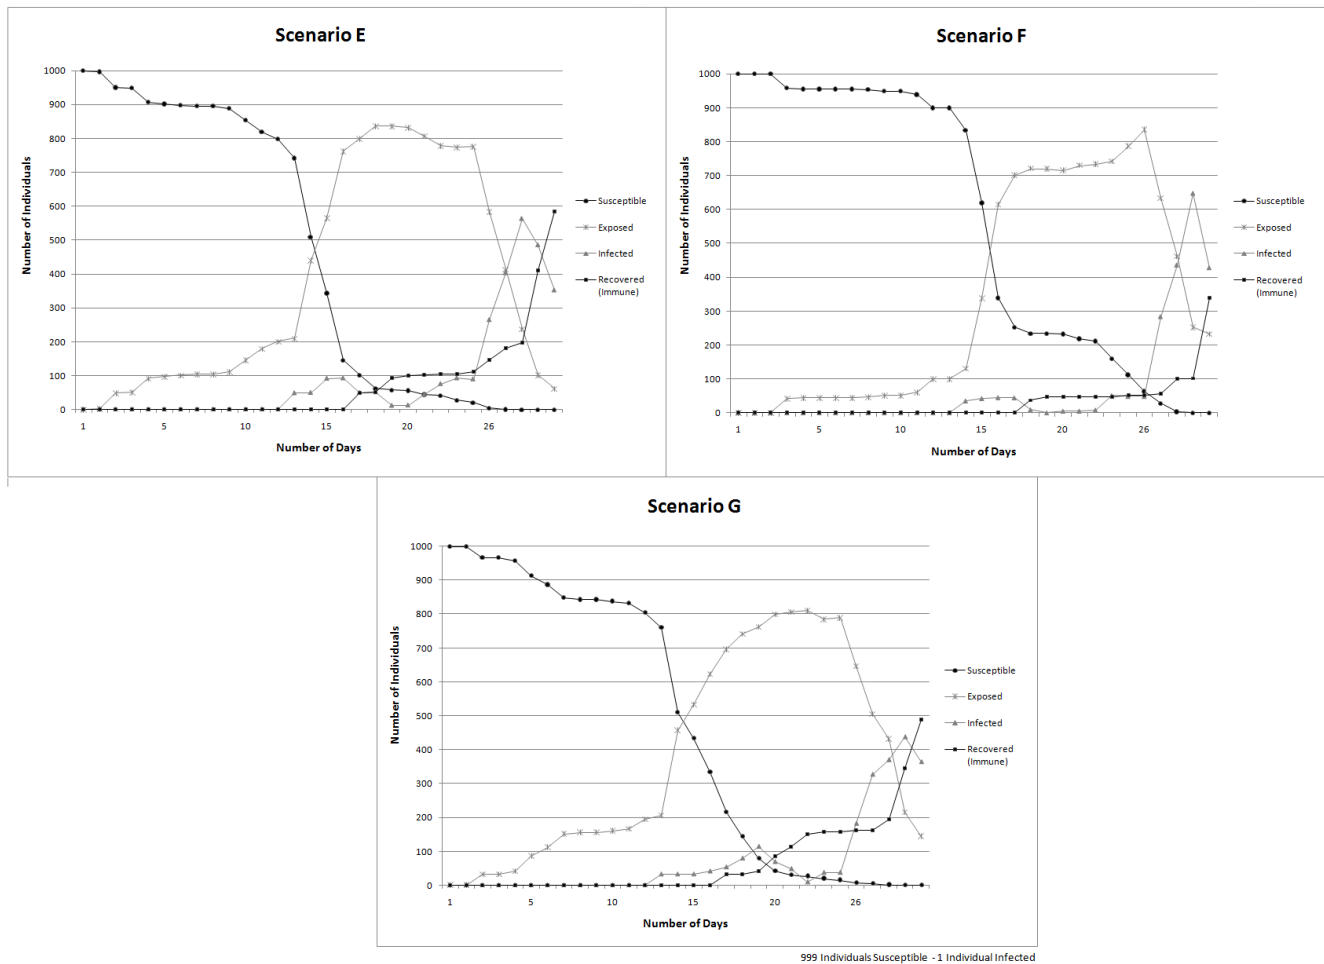 Scenario E
1000
900
800
700
600
500
400
300
200
100
0
1 5 10 15 20 26
Number of Individuals
Number of Days
Susceptible
Exposed
Infected
Recovered
(Immune)
Scenario F
1000
900
800
700
600
500
400
300
200
100
0
1 5 10 15 20 26
Number of Individuals
Number of Days
Susceptible
Exposed
Infected
Recovered
(Immune)
Scenario G
1000
900
800
700
600
500
400
300
200
100
0
1 5 10 15 20 26
Number of Individuals
Number of Days
Susceptible
Exposed
Infected
Recovered
(Immune)
999 Individuals Susceptible - 1 Individual Infected